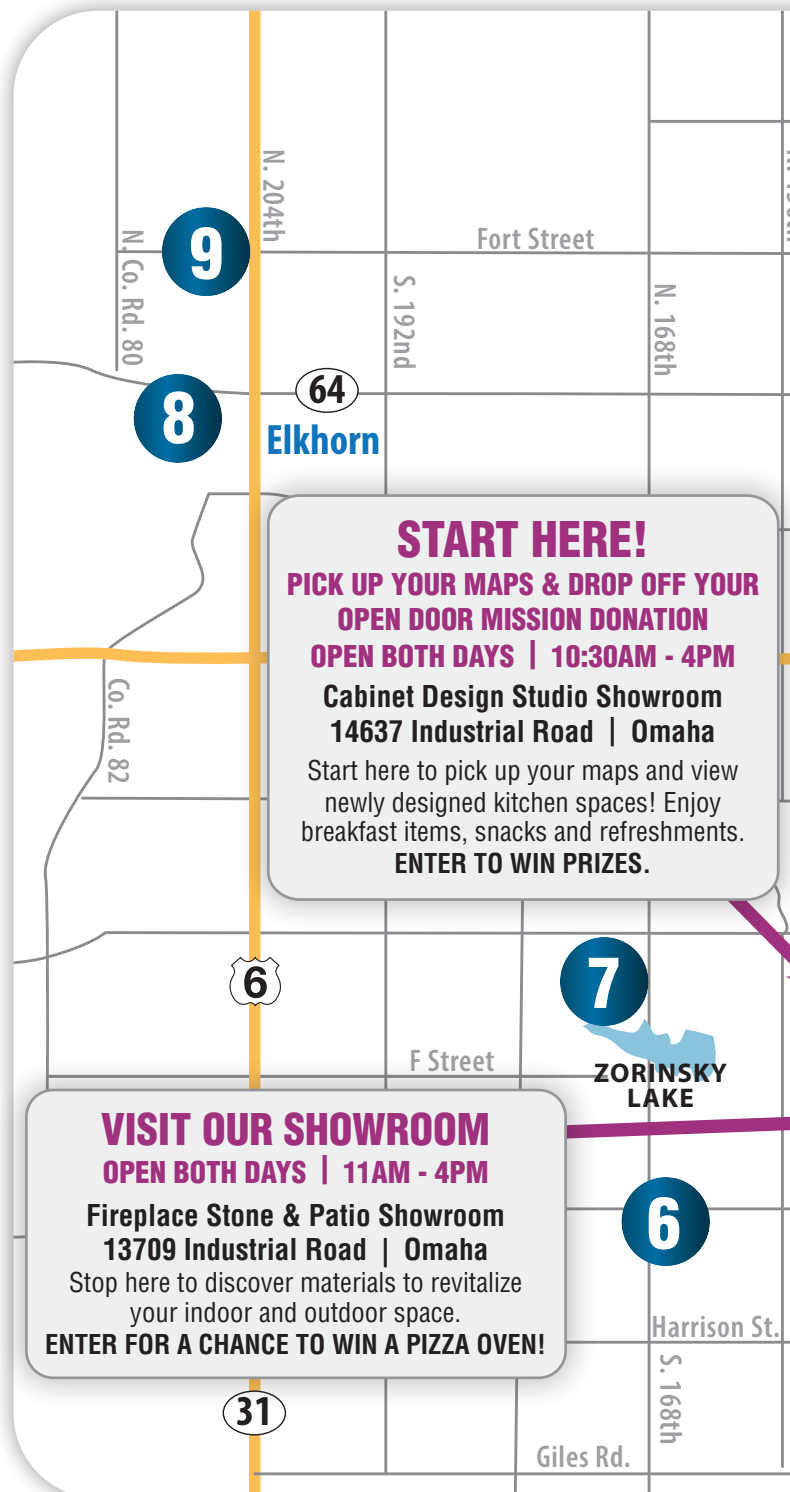 N. 204th
9
Fort Street
N. Co. Rd. 80
S. 192nd
N. 168th
64
8
Elkhorn
START HERE!
PICK UP YOUR MAPS & DROP OFF YOUR
OPEN DOOR MISSION DONATION
OPEN BOTH DAYS | 10:30AM - 4PM
Cabinet Design Studio Showroom
14637 Industrial Road | Omaha
Start here to pick up your maps and view
newly designed kitchen spaces! Enjoy
breakfast items, snacks and refreshments.
ENTER TO WIN PRIZES.
Co. Rd. 82
7
6
F Street
ZORINSKY
LAKE
VISIT OUR SHOWROOM
OPEN BOTH DAYS | 11AM - 4PM
Fireplace Stone & Patio Showroom
13709 Industrial Road | Omaha
Stop here to discover materials to revitalize
your indoor and outdoor space.
ENTER FOR A CHANCE TO WIN A PIZZA OVEN!
6
Harrison St.
S. 168th
31
Giles Rd.